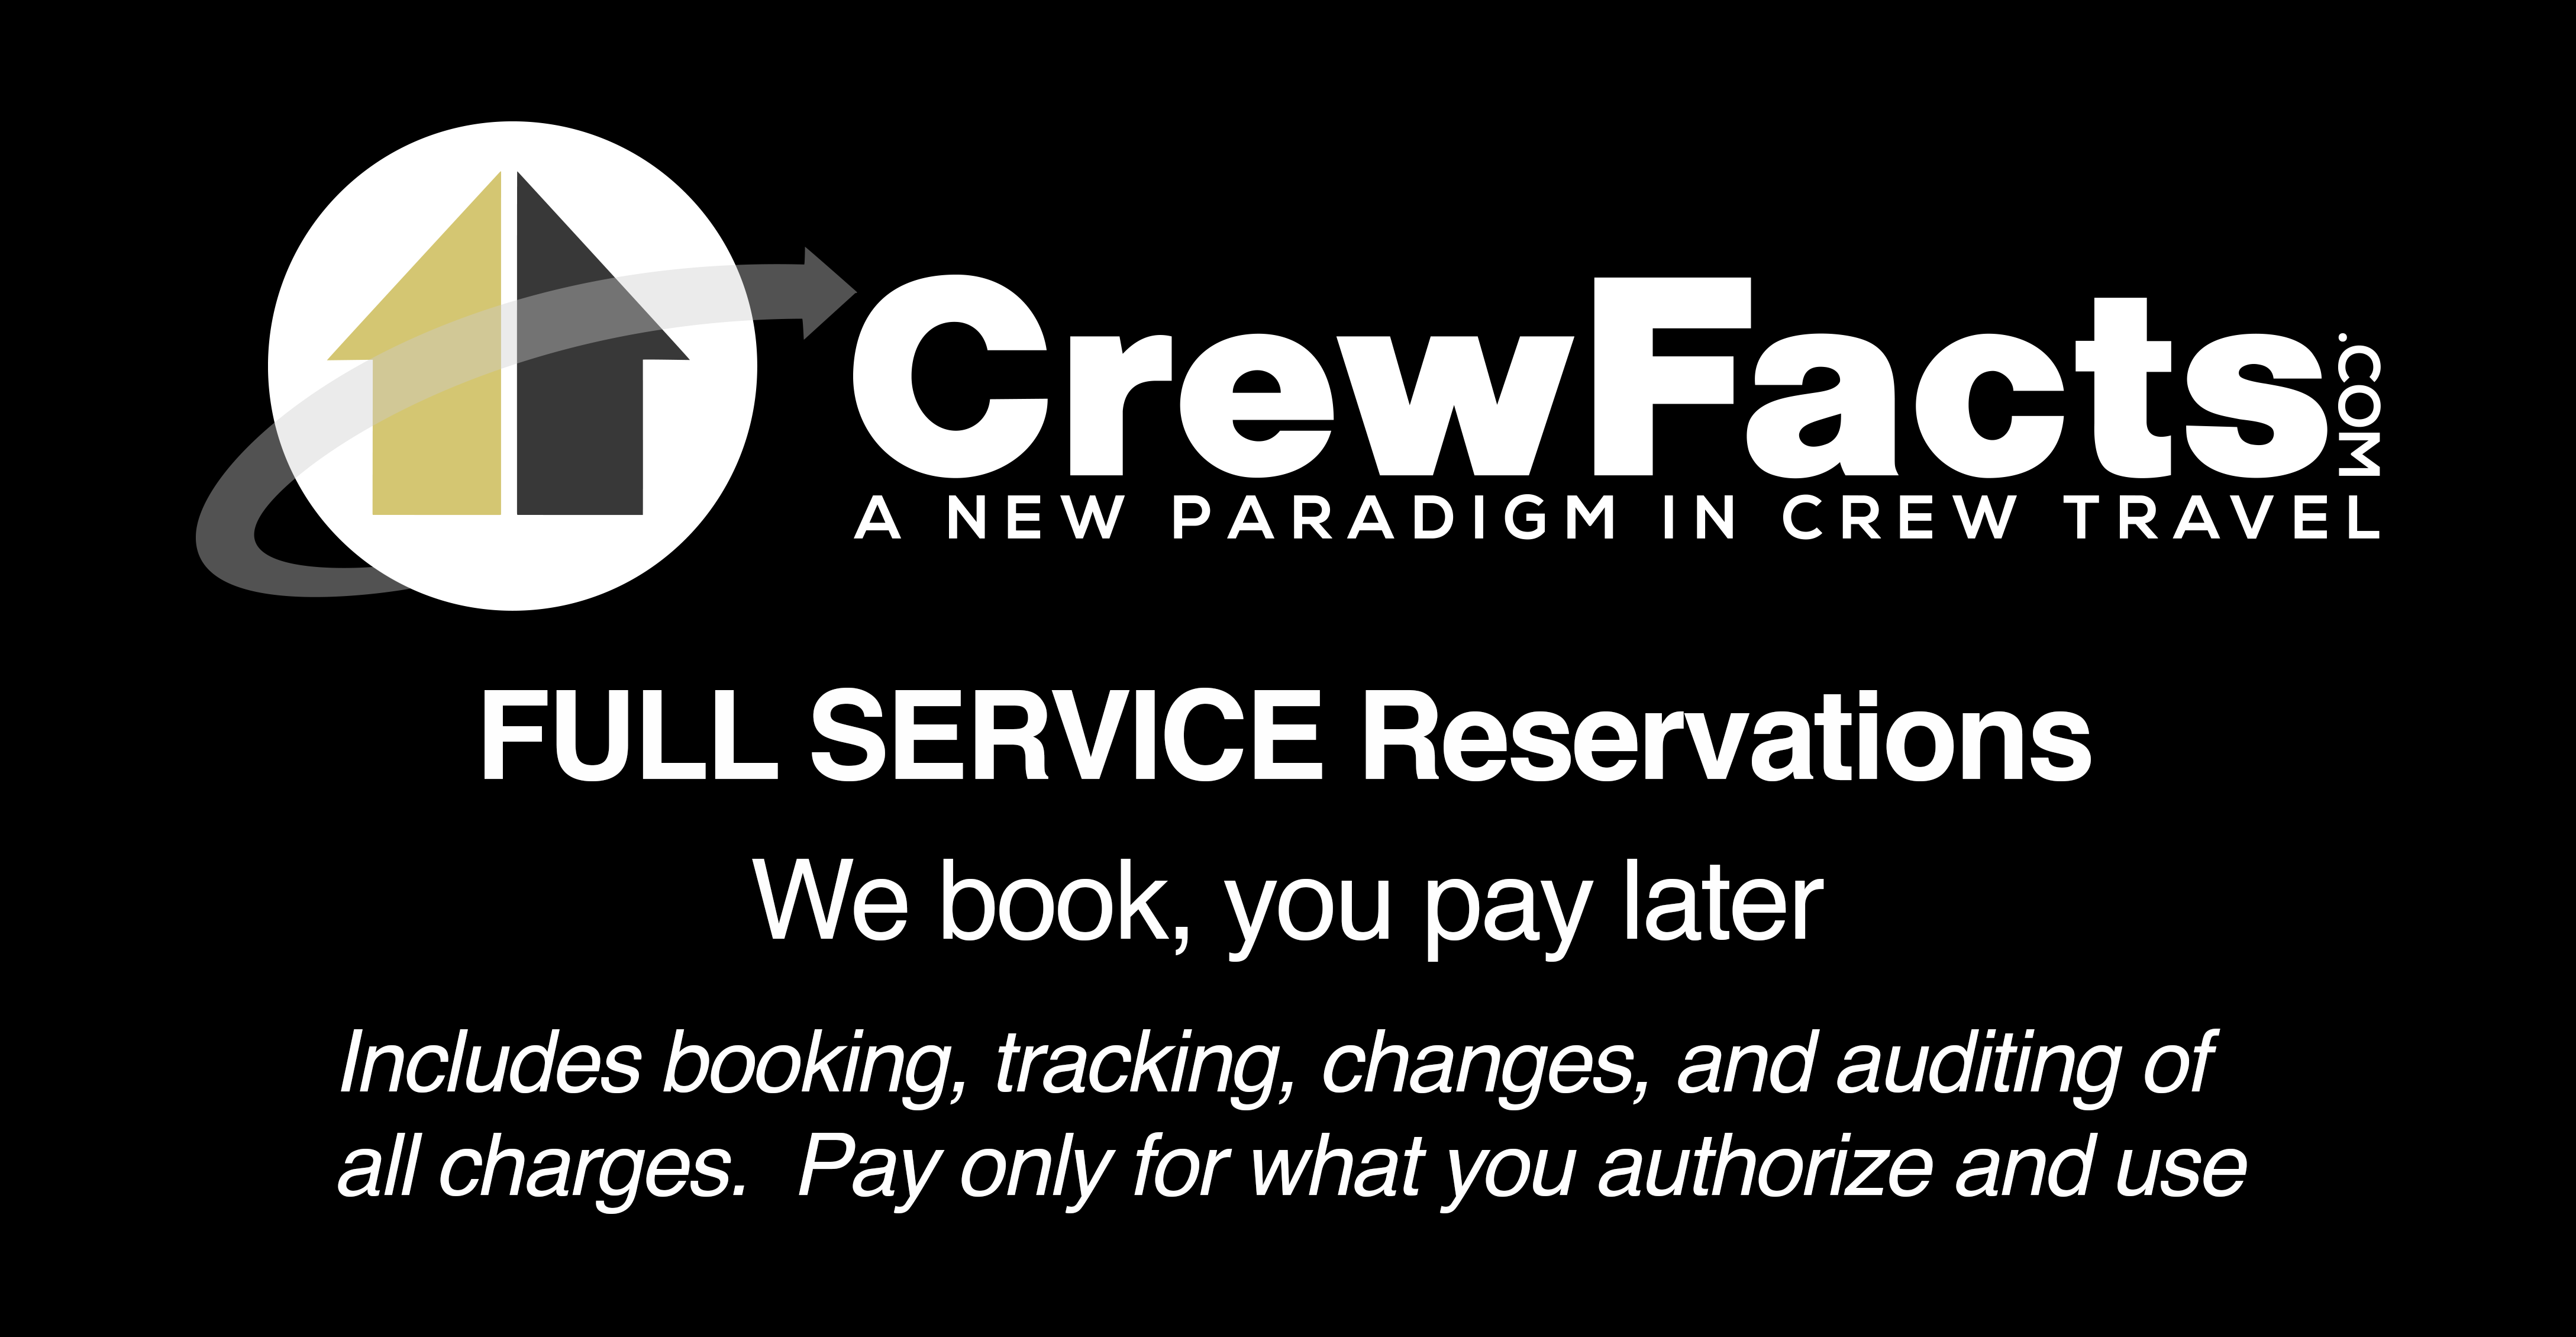 CrewFacts.COM
A NEW PARADIGM IN CREW TRAVEL
FULL SERVICE Reservations
We book, you pay later
Includes booking, tracking, changes, and auditing of
all charges.  Pay only for what you authorize and use